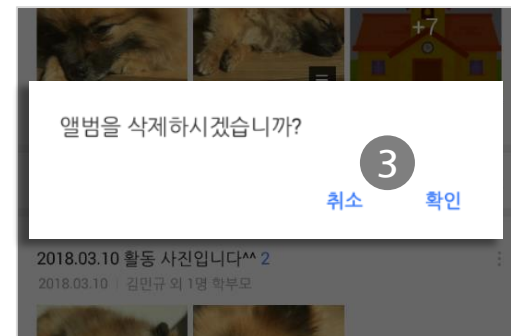 +7
앨범을 삭제하시겠습니까?
3
취소 확인
2018.03.10 활동 사진입니다^^ 2
2018.03.10 | 김민규 외 1명 학부모